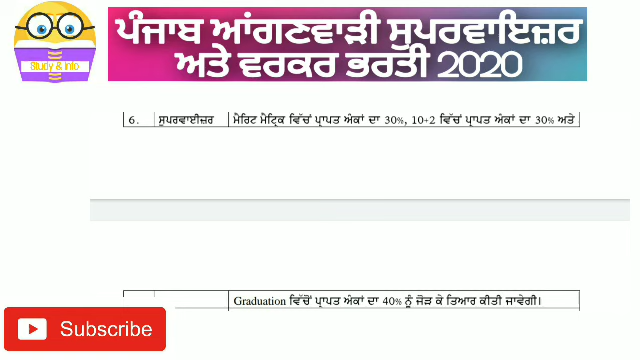 ਪੰਜਾਬ ਆਂਗਣਵਾੜੀ ਸੁਪਰਵਾਇਜ਼ਰ
ਅਤੇ ਵਰਕਰ ਭਰਤੀ 2020
Study & Info
6. ਸੁਪਰਵਾਈਜ਼ਰ ਮੈਰਿਟ ਮੈਟ੍ਰਿਕ ਵਿੱਚਾਂ ਪ੍ਰਾਪਤ ਅੰਕਾਂ ਦਾ 30%, 10+2 ਵਿੱਚਾਂ ਪ੍ਰਾਪਤ ਅੰਕਾਂ ਦਾ 30% ਅਤੇ
Graduation ਵਿੱਚੋਂ ਪ੍ਰਾਪਤ ਅੰਕਾਂ ਦਾ 40% ਨੂੰ ਜੋੜ ਕੇ ਤਿਆਰ ਕੀਤੀ ਜਾਵੇਗੀ।
Subscribe